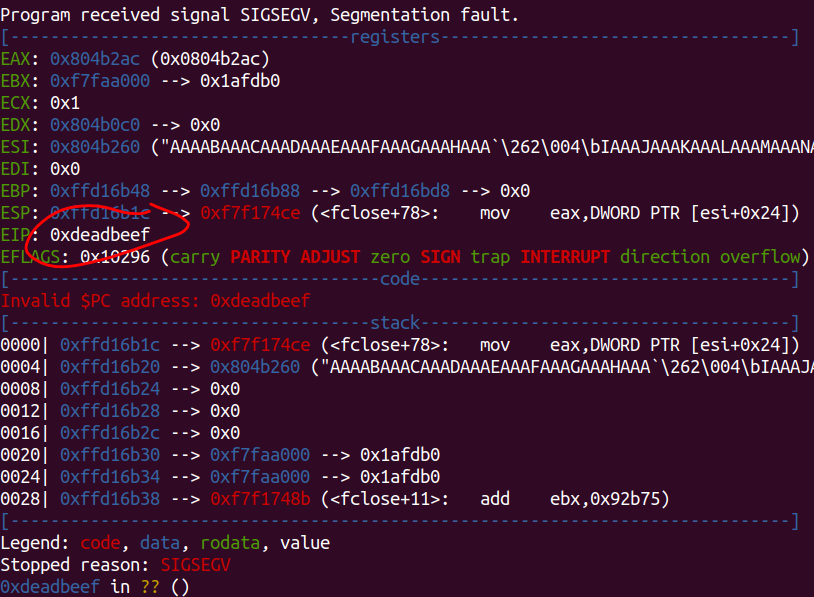 Program received signal SIGSEGV, Segmentation fault.
[----------------------------------registers-----------------------------------]
EAX: 0x804b2ac (0x0804b2ac)
EBX: 0xf7faa000 --> 0x1afdb0
ECX: 0x1
EDX: 0x804b0c0 --> 0x0
ESI: 0x804b260 ("AAAABAAACAAADAAAEAAAFAAAGAAAHAAA`\262\004\bIAAAJAAAKAAALAAAMAAANA
EDI: 0x0
EBP: 0xffd16b48 --> 0xffd16b88 --> 0xffd16bd8 --> 0x0
ESP: 0xffd16b1c --> 0xf7f174ce (<fclose+78>:    mov    eax,DWORD PTR [esi+0x24])
EIP: 0xdeadbeef
EFLAGS: 0x10296 (carry PARITY ADJUST zero SIGN trap INTERRUPT direction overflow)
[-------------------------------------code-------------------------------------]
Invalid $PC address: 0xdeadbeef
[------------------------------------stack-------------------------------------]
0000| 0xffd16b1c --> 0xf7f174ce (<fclose+78>:    mov    eax,DWORD PTR [esi+0x24])
0004| 0xffd16b20 --> 0x804b260 ("AAAABAAACAAADAAAEAAAFAAAGAAAHAAA`\262\004\bIAAAJA
0008| 0xffd16b24 --> 0x0
0012| 0xffd16b28 --> 0x0
0016| 0xffd16b2c --> 0x0
0020| 0xffd16b30 --> 0xf7faa000 --> 0x1afdb0
0024| 0xffd16b34 --> 0xf7faa000 --> 0x1afdb0
0028| 0xffd16b38 --> 0xf7f1748b (<fclose+11>:    add    ebx,0x92b75)
[------------------------------------------------------------------------------]
Legend: code, data, rodata, value
Stopped reason: SIGSEGV
0xdeadbeef in ?? ()